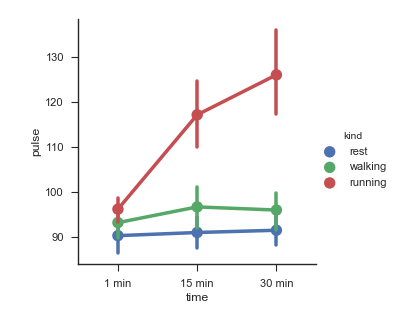 130
120
110
100
90
pulse
1 min
15 min
30 min
time
kind
rest
walking
running